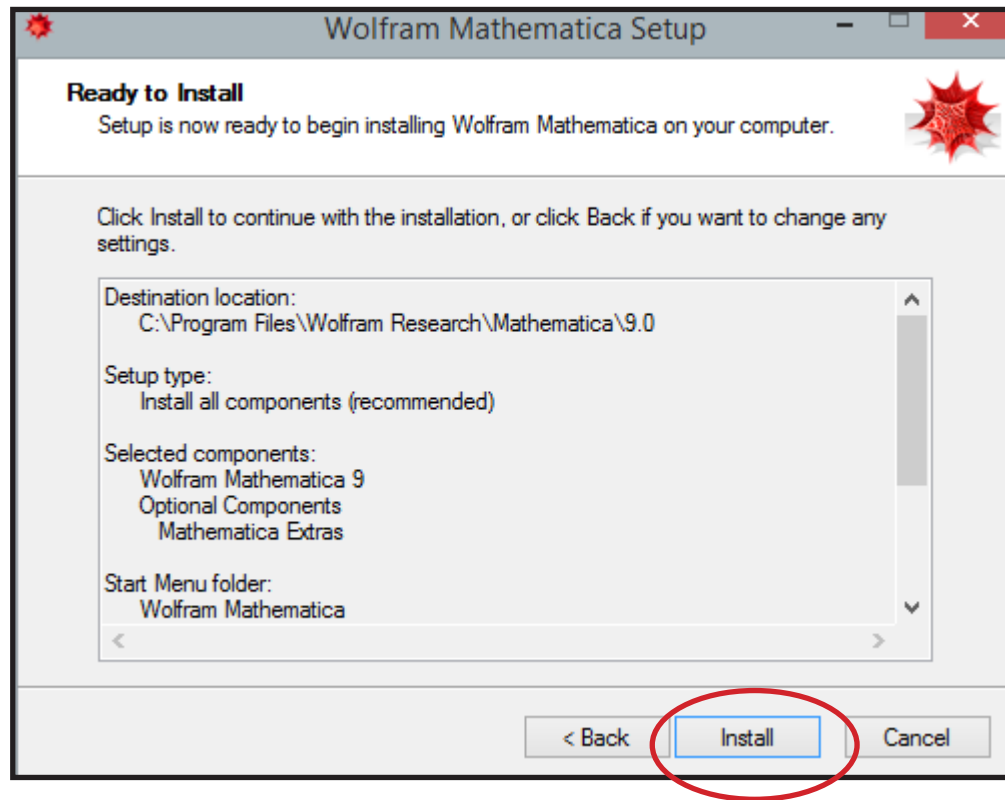 Wolfram Mathematica Setup
Ready to Install
Setup is now ready to begin installing Wolfram Mathematica on your computer.
Click Install to continue with the installation, or click Back if you want to change any
settings.
Destination location:
C:\Program Files\Wolfram Research\Mathematica\9.0
Setup type:
Install all components (recommended)
Selected components:
Wolfram Mathematica 9
Optional Components
Mathematica Extras
Start Menu folder:
Wolfram Mathematica
< Back Install Cancel